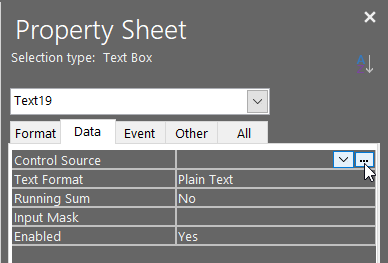 Property Sheet
Selection type: Text Box
Text19
Format Data Event Other All
Control Source
Text Format Plain Text
Running Sum No
Input Mask
Enabled Yes